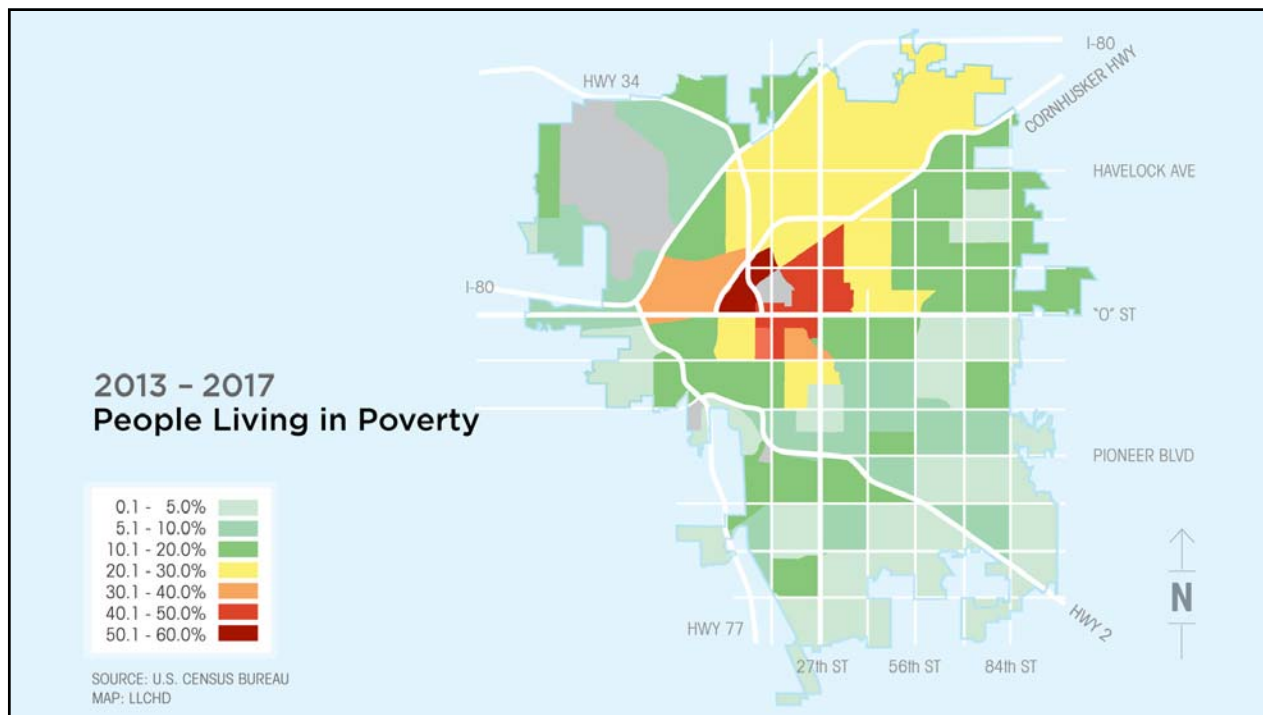 I-80
HWY 34
CORNHUSKER HWY
HAVELOCK AVE
I-80
"O" ST
2013 – 2017
People Living in Poverty
PIONEER BLVD
0.1 - 5.0%
5.1 - 10.0%
10.1 - 20.0%
20.1 - 30.0%
30.1 - 40.0%
40.1 - 50.0%
50.1 - 60.0%
N
HWY 77
HWY 2
27th ST
56th ST
84th ST
SOURCE: U.S. CENSUS BUREAU
MAP: LLCHD